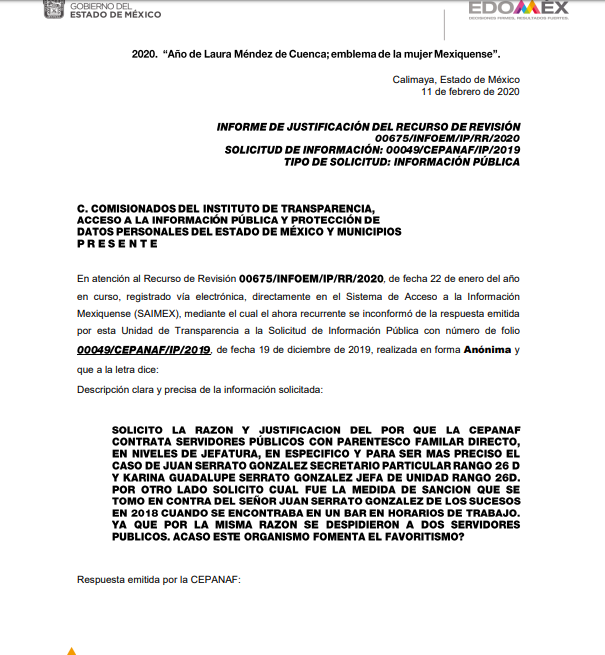 GOBIERNO DEL
ESTADO DE MÉXICO
EDOMÉX
DECISIONES FIRMES, RESULTADOS FUERTES.
2020. “Año de Laura Méndez de Cuenca; emblema de la mujer Mexiquense”.
Calimaya, Estado de México
11 de febrero de 2020
INFORME DE JUSTIFICACIÓN DEL RECURSO DE REVISIÓN
00675/INFOEM/IP/RR/2020
SOLICITUD DE INFORMACIÓN: 00049/CEPANAF/IP/2019
TIPO DE SOLICITUD: INFORMACIÓN PÚBLICA
C. COMISIONADOS DEL INSTITUTO DE TRANSPARENCIA,
ACCESO A LA INFORMACIÓN PÚBLICA Y PROTECCIÓN DE
DATOS PERSONALES DEL ESTADO DE MÉXICO Y MUNICIPIOS
P R E S E N T E
En atención al Recurso de Revisión 00675/INFOEM/IP/RR/2020, de fecha 22 de enero del año
en curso, registrado vía electrónica, directamente en el Sistema de Acceso a la Información
Mexiquense (SAIMEX), mediante el cual el ahora recurrente se inconformó de la respuesta emitida
por esta Unidad de Transparencia a la Solicitud de Información Pública con número de folio
00049/CEPANAF/IP/2019, de fecha 19 de diciembre de 2019, realizada en forma Anónima y
que a la letra dice:
Descripción clara y precisa de la información solicitada:
SOLICITO LA RAZON Y JUSTIFICACION DEL POR QUE LA CEPANAF
CONTRATA SERVIDORES PÚBLICOS CON PARENTESCO FAMILAR DIRECTO,
EN NIVELES DE JEFATURA, EN ESPECIFICO Y PARA SER MAS PRECISO EL
CASO DE JUAN SERRATO GONZALEZ SECRETARIO PARTICULAR RANGO 26 D
Y KARINA GUADALUPE SERRATO GONZALEZ JEFA DE UNIDAD RANGO 26D.
POR OTRO LADO SOLICITO CUAL FUE LA MEDIDA DE SANCION QUE SE
TOMO EN CONTRA DEL SEÑOR JUAN SERRATO GONZALEZ DE LOS SUCESOS
EN 2018 CUANDO SE ENCONTRABA EN UN BAR EN HORARIOS DE TRABAJO.
YA QUE POR LA MISMA RAZON SE DESPIDIERON A DOS SERVIDORES
PUBLICOS. ACASO ESTE ORGANISMO FOMENTA EL FAVORITISMO?
Respuesta emitida por la CEPANAF: